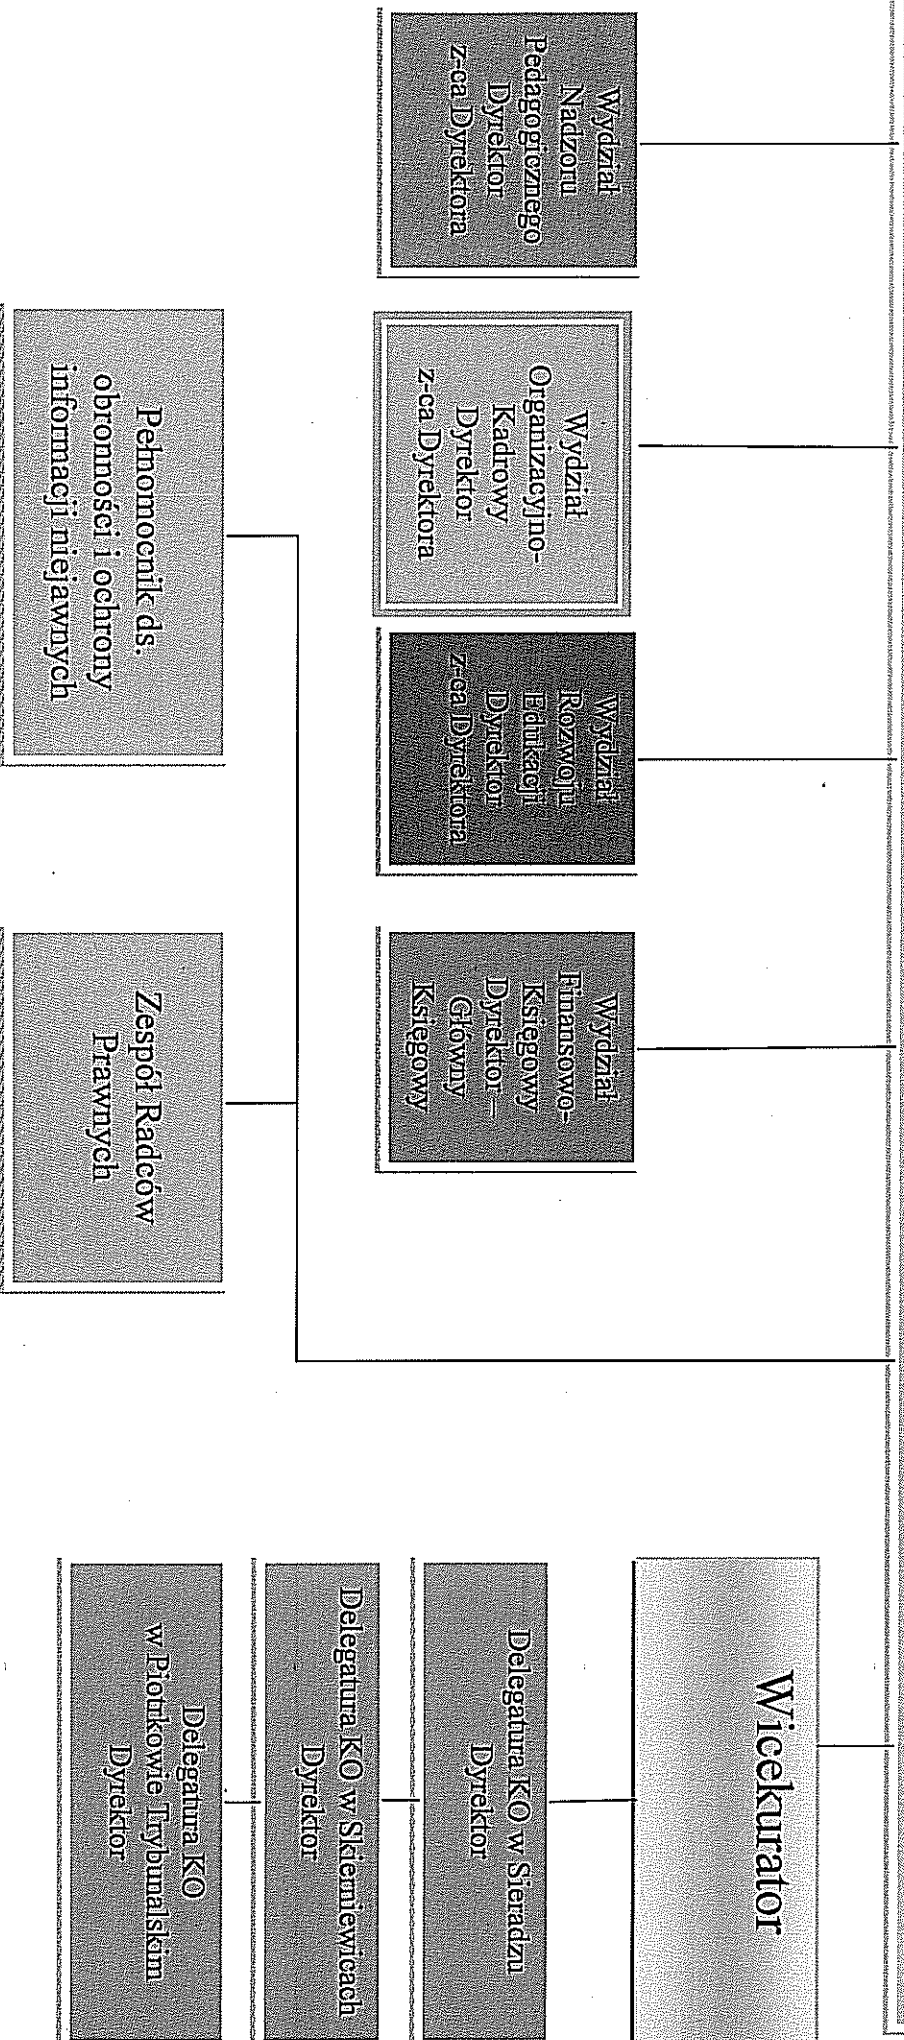 Wydział
Nadzoru
Pedagogicznego
Dyrektor
z-ca Dyrektora
Wydział
Organizacyjno-
Kadrowy
Dyrektor
z-ca Dyrektora
Wydział
Rozwoju
Edukacji
Dyrektor
z-ca Dyrektora
Wydział
Finansowo-
Księgowy
Dyrektor —
Główny
Księgowy
Wicekurator
Delegatura KO w Sieradzu
Dyrektor
Delegatura KO w Skierniewicach
Dyrektor
Delegatura KO
w Piotrkowie Trybunalskim
Dyrektor
Pełnomocnik ds.
obronności i ochrony
informacji niejawnych
Zespół Radców
Prawnych